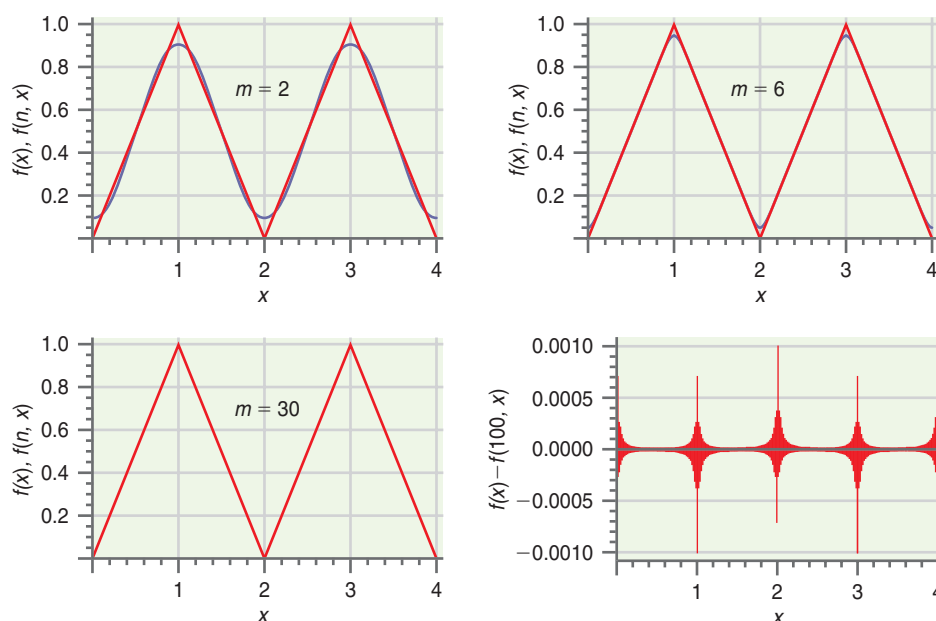 f(x), f(n, x)
1.0
0.8
0.6
0.4
0.2
m = 2
1 2 3 4
x
f(x), f(n, x)
1.0
0.8
0.6
0.4
0.2
m = 6
1 2 3 4
x
f(x), f(n, x)
1.0
0.8
0.6
0.4
0.2
m = 30
1 2 3 4
x
f(x)−f(100, x)
0.0010
0.0005
0.0000
−0.0005
−0.0010
1 2 3 4
x